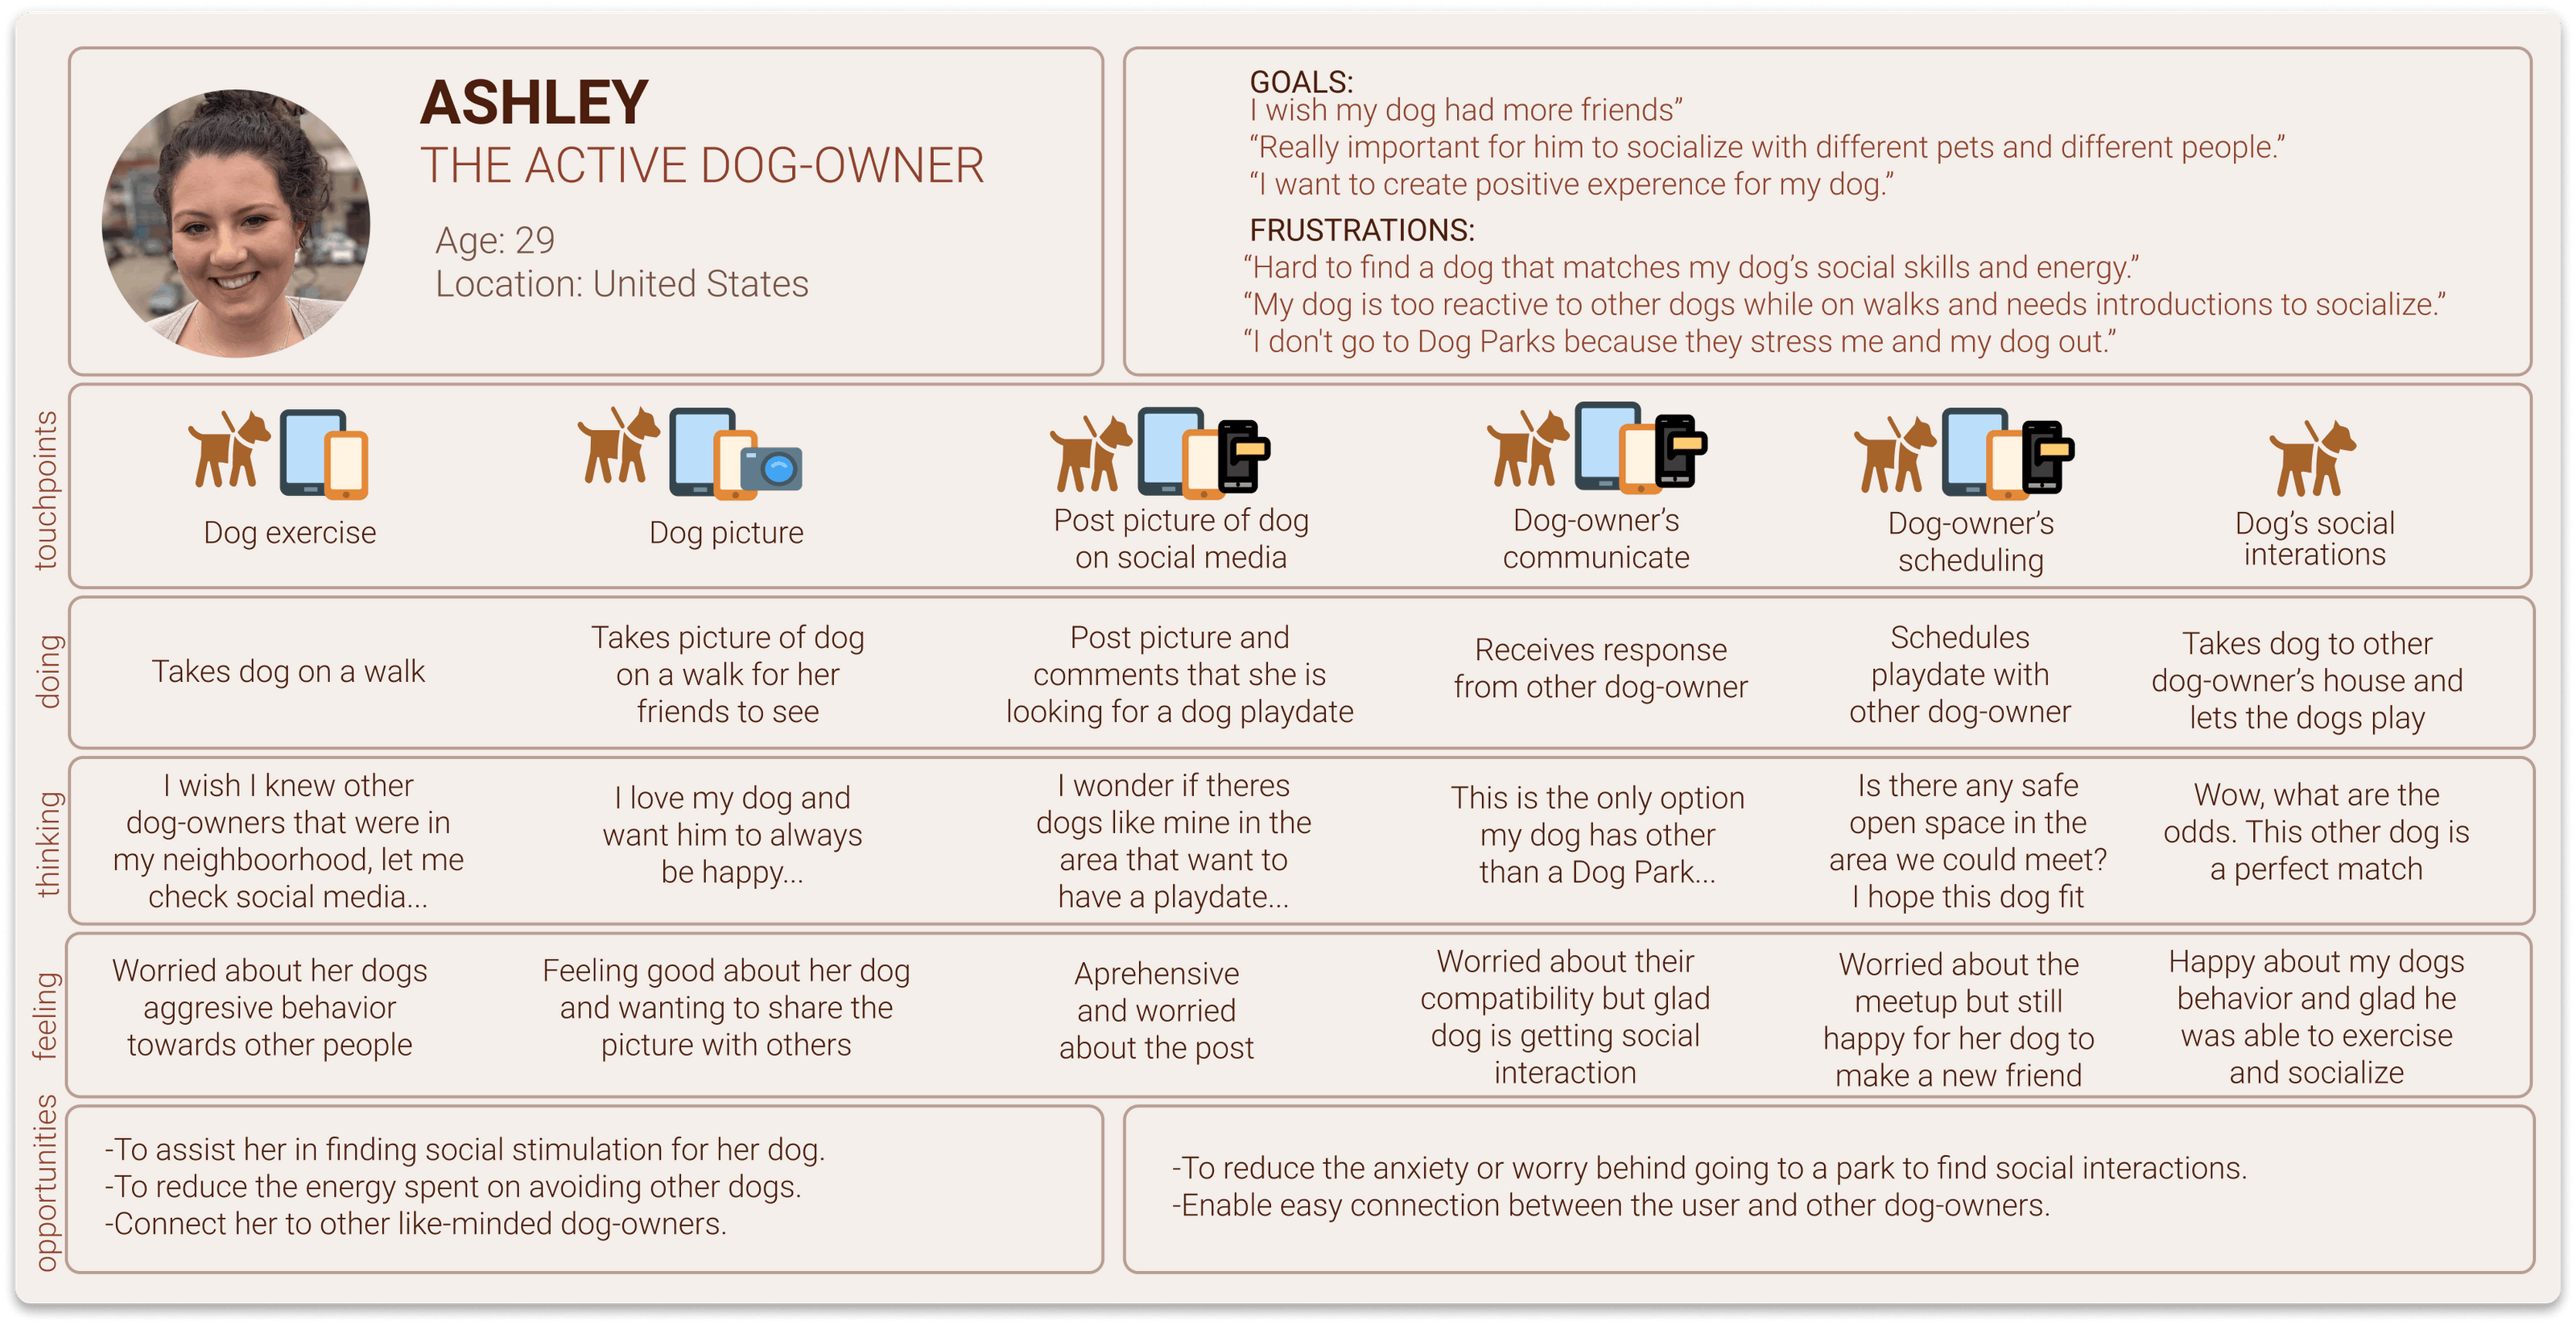 ASHLEY
THE ACTIVE DOG-OWNER
Age: 29
Location: United States
GOALS:
I wish my dog had more friends”
“Really important for him to socialize with different pets and different people.”
“I want to create positive experence for my dog.”
FRUSTRATIONS:
“Hard to find a dog that matches my dog’s social skills and energy.”
“My dog is too reactive to other dogs while on walks and needs introductions to socialize.”
“I don't go to Dog Parks because they stress me and my dog out.”
touchpoints
Dog exercise
Dog picture
Post picture of dog
on social media
Dog-owner’s
communicate
Dog-owner’s
scheduling
Dog’s social
interations
doing
Takes dog on a walk
Takes picture of dog
on a walk for her
friends to see
Post picture and
comments that she is
looking for a dog playdate
Receives response
from other dog-owner
Schedules
playdate with
other dog-owner
Takes dog to other
dog-owner’s house and
lets the dogs play
thinking
I wish I knew other
dog-owners that were in
my neighboorhood, let me
check social media...
I love my dog and
want him to always
be happy...
I wonder if theres
dogs like mine in the
area that want to
have a playdate...
This is the only option
my dog has other
than a Dog Park...
Is there any safe
open space in the
area we could meet?
I hope this dog fit
Wow, what are the
odds. This other dog is
a perfect match
feeling
Worried about her dogs
aggresive behavior
towards other people
Feeling good about her dog
and wanting to share the
picture with others
Aprehensive
and worried
about the post
Worried about their
compatibility but glad
dog is getting social
interaction
Worried about the
meetup but still
happy for her dog to
make a new friend
Happy about my dogs
behavior and glad he
was able to exercise
and socialize
opportunities
-To assist her in finding social stimulation for her dog.
-To reduce the energy spent on avoiding other dogs.
-Connect her to other like-minded dog-owners.
-To reduce the anxiety or worry behind going to a park to find social interactions.
-Enable easy connection between the user and other dog-owners.